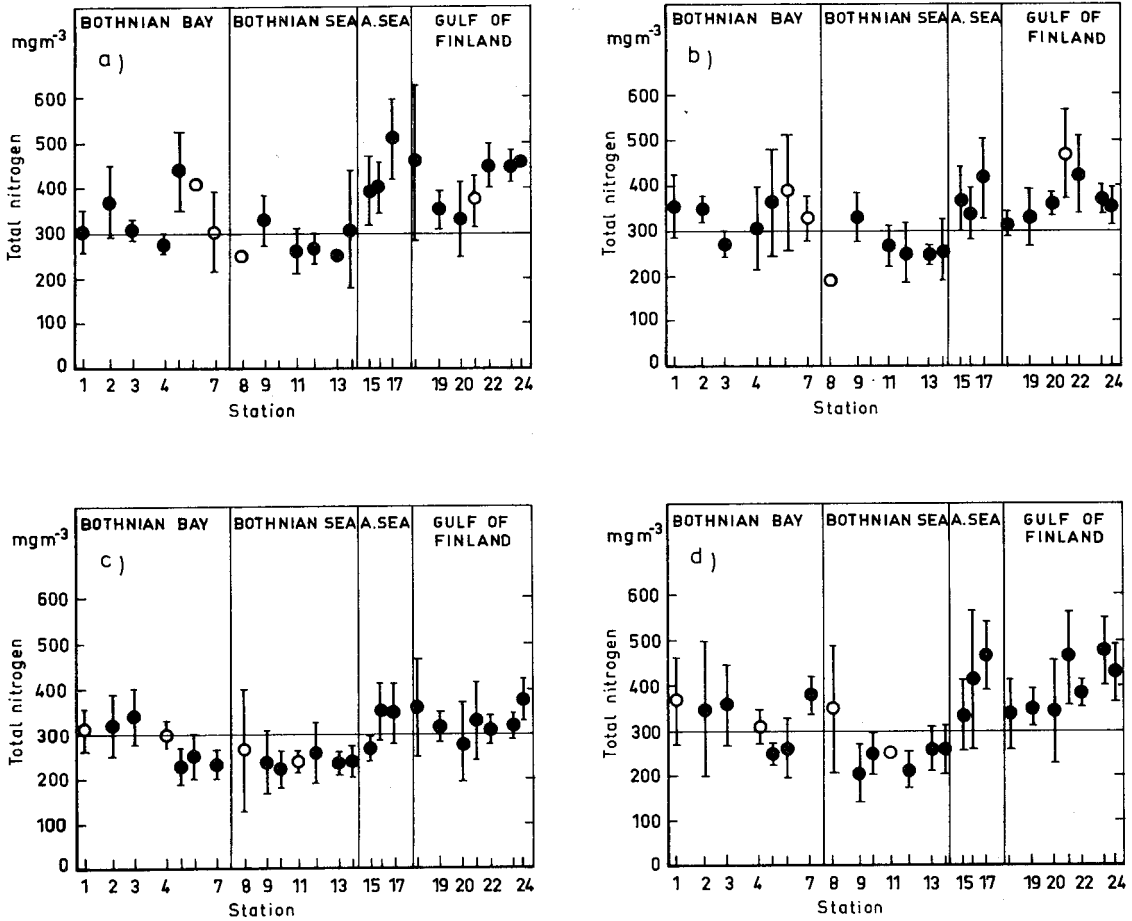 BOTHNIAN BAY BOTHNIAN SEA A. SEA GULF OF
FINLAND
mgm-3
a)
Total nitrogen
600
500
400
300
200
100
0
1 2 3 4 7 8 9 11 13 15 17 19 20 22 24
Station
BOTHNIAN BAY BOTHNIAN SEA A. SEA GULF OF
FINLAND
mgm-3
b)
Total nitrogen
600
500
400
300
200
100
0
1 2 3 4 7 8 9 11 13 15 17 19 20 22 24
Station
BOTHNIAN BAY BOTHNIAN SEA A. SEA GULF OF
FINLAND
mgm-3
c)
Total nitrogen
600
500
400
300
200
100
0
1 2 3 4 7 8 9 11 13 15 17 19 20 22 24
Station
BOTHNIAN BAY BOTHNIAN SEA A. SEA GULF OF
FINLAND
mgm-3
d)
Total nitrogen
600
500
400
300
200
100
0
1 2 3 4 7 8 9 11 13 15 17 19 20 22 24
Station